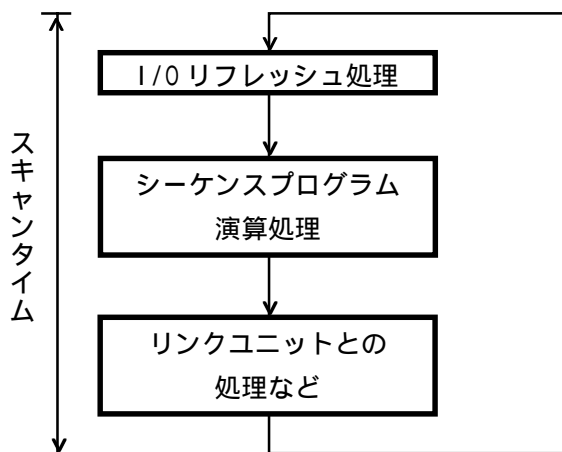 I/O リフレッシュ処理
シーケンスプログラム
演算処理
リンクユニットとの
処理など
スキャンタイム